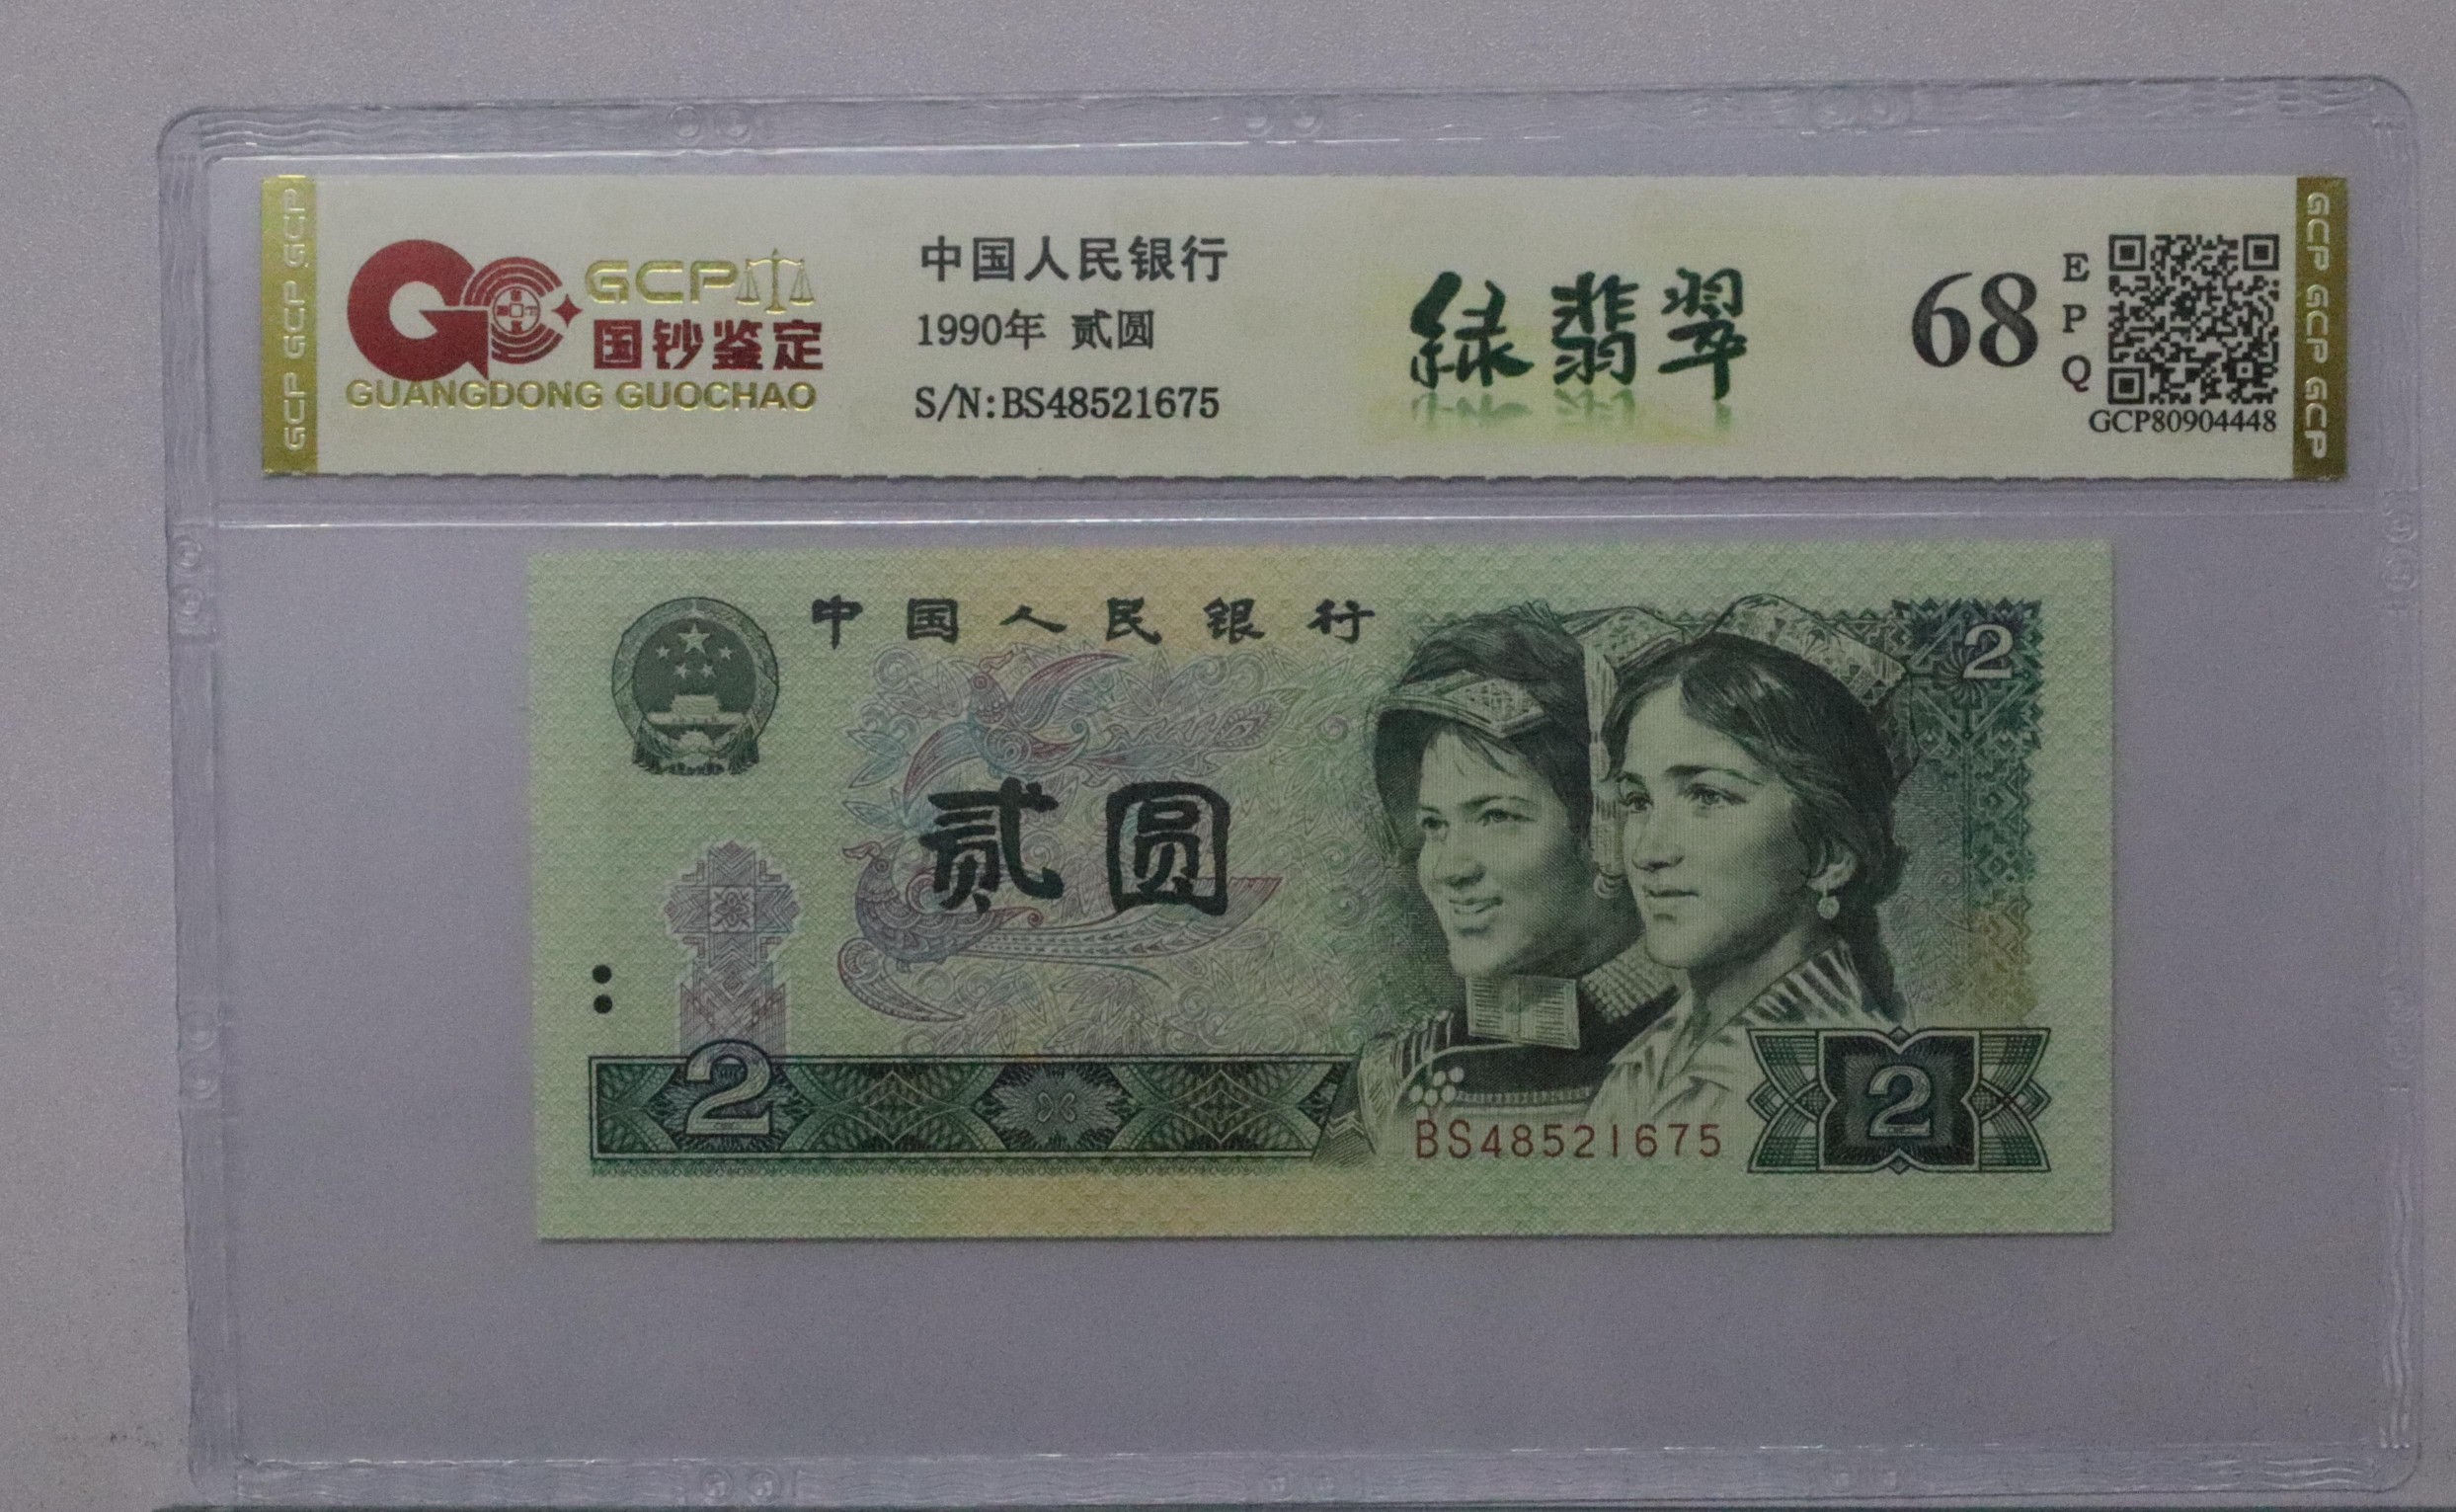 GCP GCP GCP
GCP
国钞鉴定
GUANGDONG GUOCHAO
中国人民银行
1990年 贰圆
S/N:BS48521675
绿翡翠
68
E
P
Q
GCP80904448
GCP GCP GCP
中国人民银行
2
贰圆
2
BS48521675
2